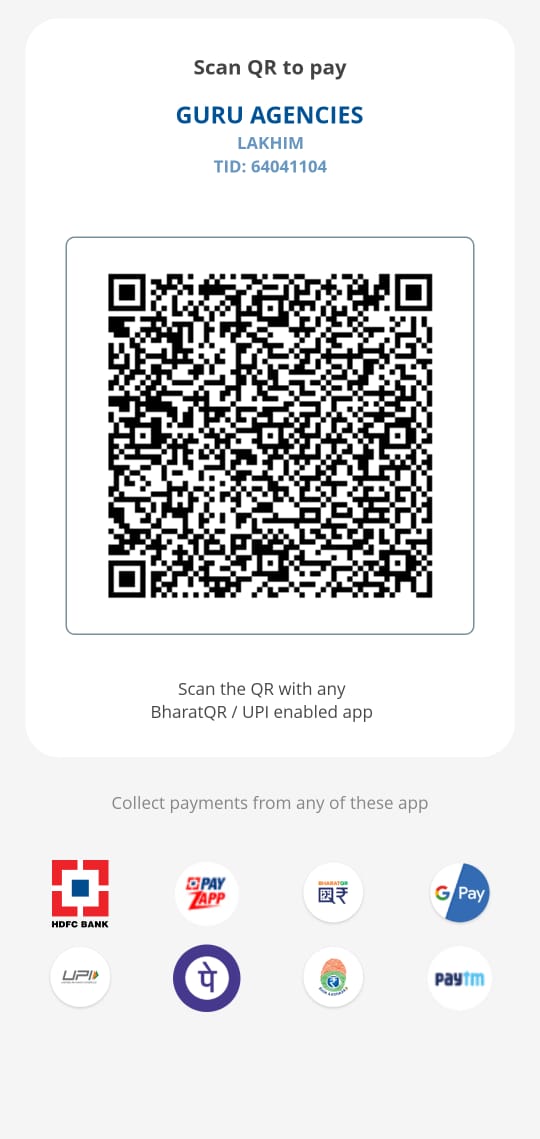 Scan QR to pay
GURU AGENCIES
LAKHIM
TID: 64041104
Scan the QR with any
BharatQR / UPI enabled app
Collect payments from any of these app
PAY
ZAPP
BHARATQR
G Pay
HDFC BANK
UPI
पे
paytm